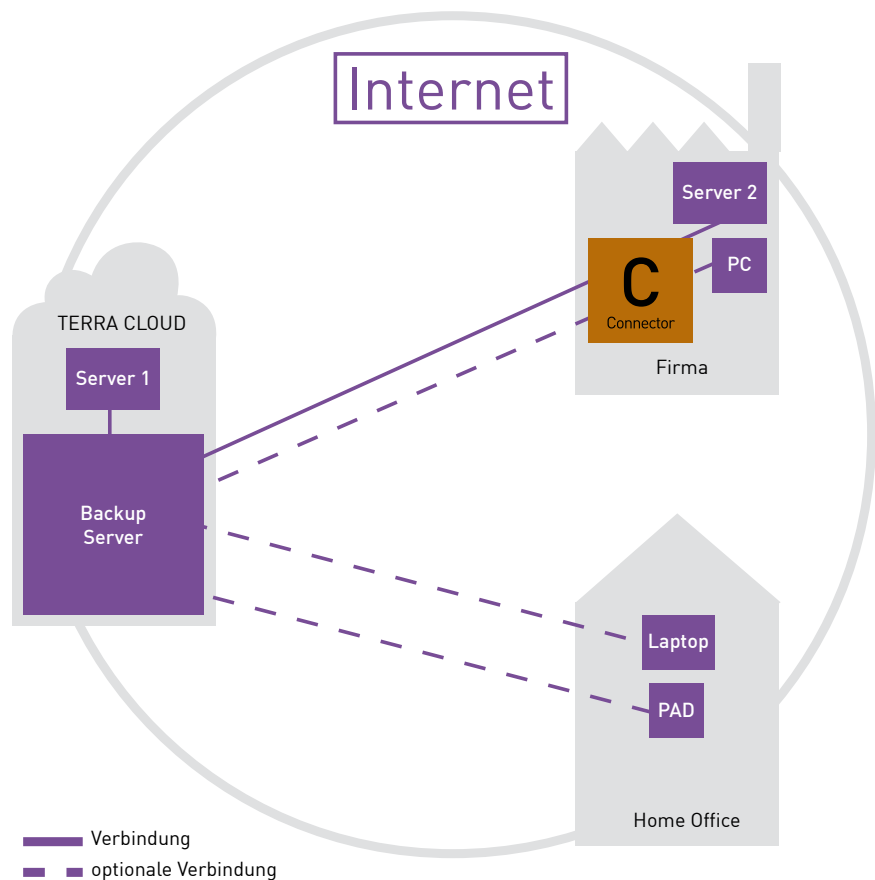 Internet
Server 2
PC
C
Connector
Firma
TERRA CLOUD
Server 1
Backup
Server
Laptop
PAD
Home Office
Verbindung
optionale Verbindung